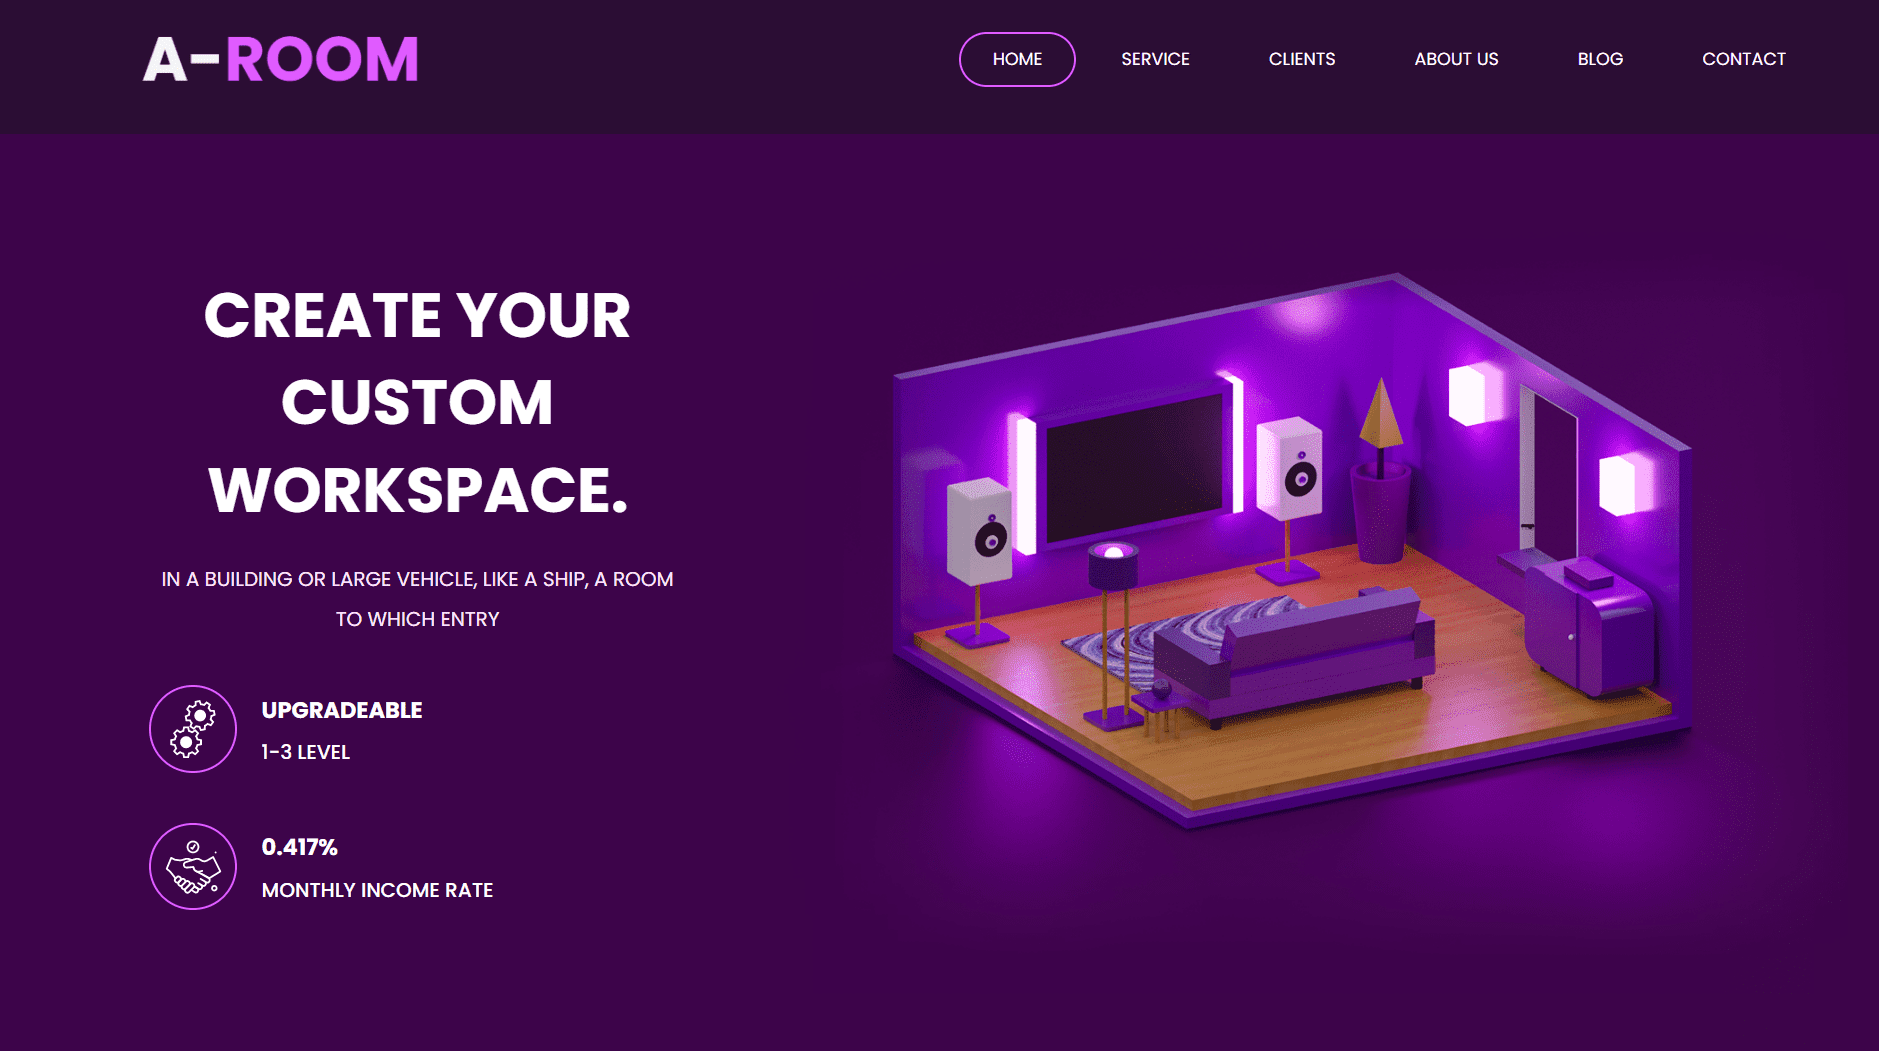 A-ROOM
HOME SERVICE CLIENTS ABOUT US BLOG CONTACT
CREATE YOUR
CUSTOM
WORKSPACE.
IN A BUILDING OR LARGE VEHICLE, LIKE A SHIP, A ROOM
TO WHICH ENTRY
UPGRADEABLE
1-3 LEVEL
0.417%
MONTHLY INCOME RATE